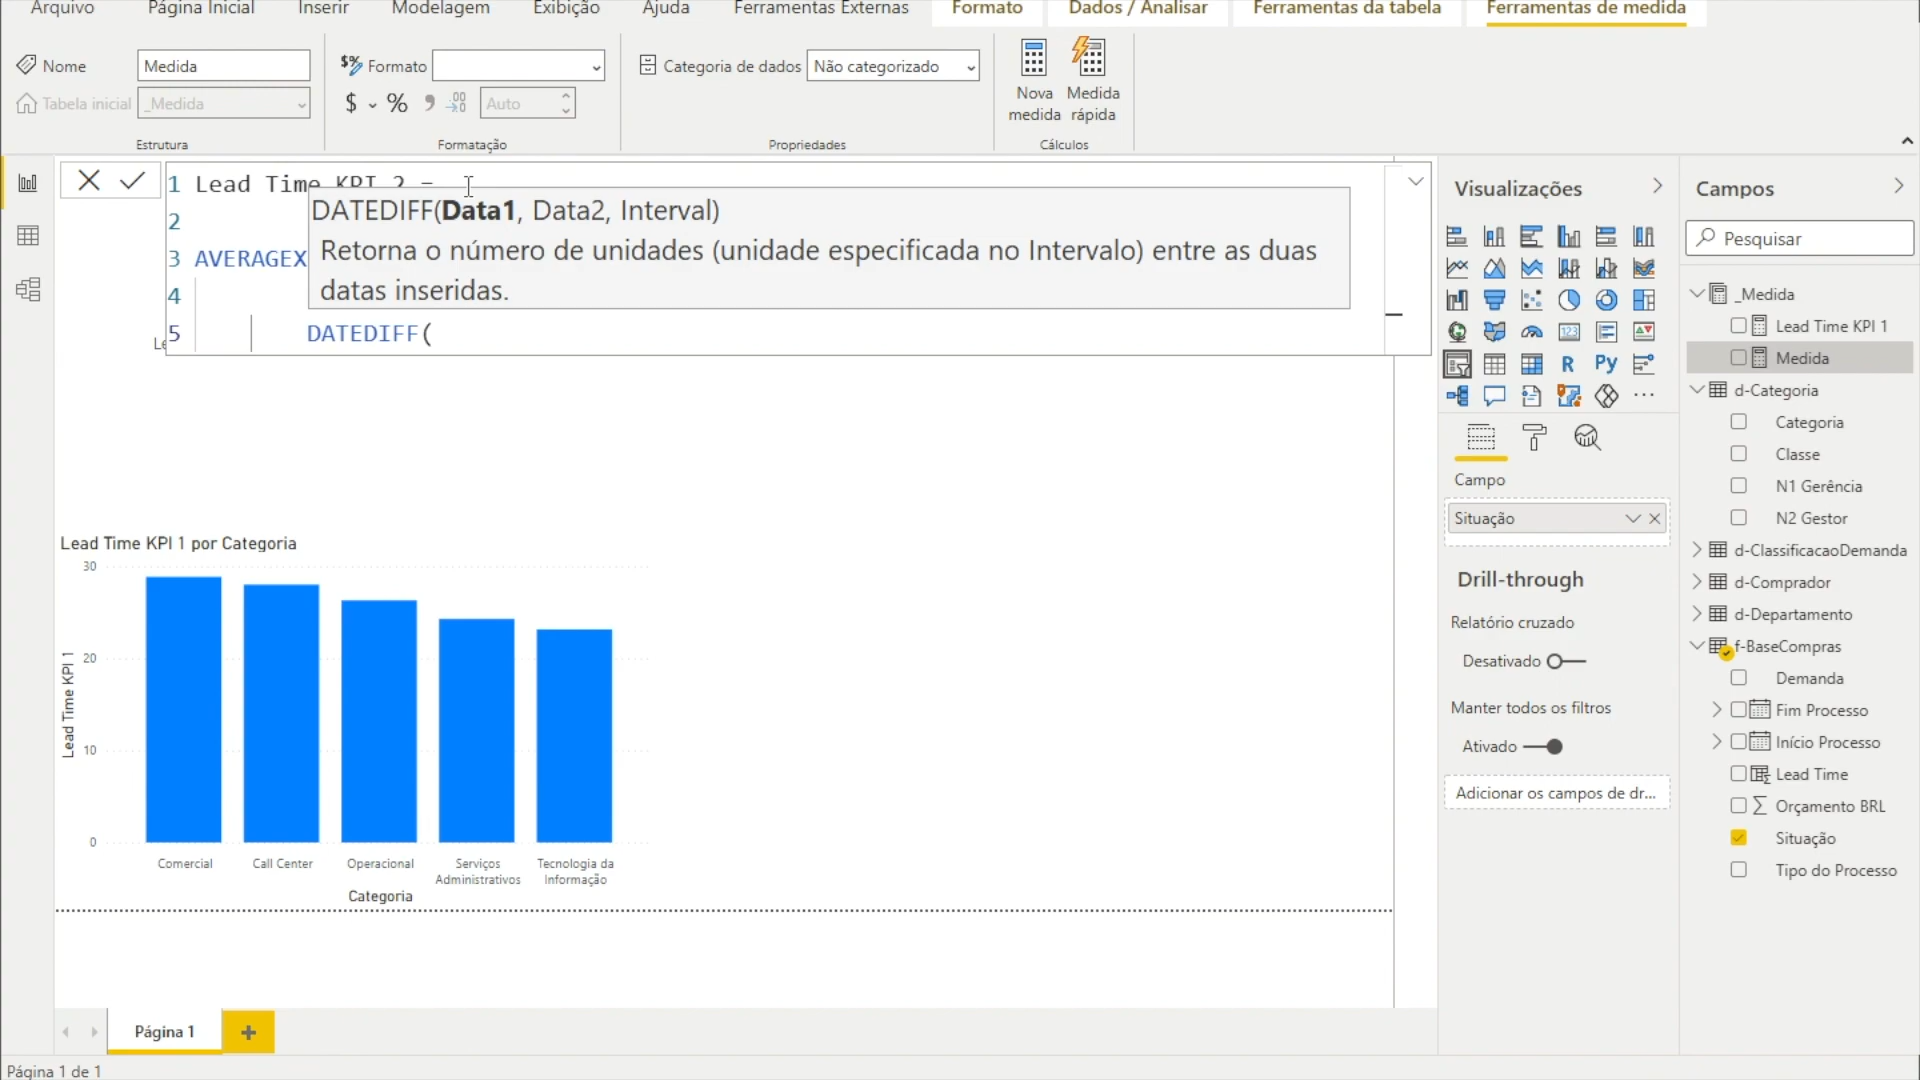 Arquivo Página Inicial Inserir Modelagem Exibição Ajuda Ferramentas Externas Formato Dados / Analisar Ferramentas da tabela Ferramentas de medida
Nome Medida
Formato
Categoria de dados Não categorizado
Tabela inicial _Medida
$ % Auto
Nova medida
Medida rápida
Estrutura Formatação Propriedades Cálculos
1 Lead Time KPI 2 =
2
3 AVERAGEX
4
5 DATEDIFF(
DATEDIFF(Data1, Data2, Interval)
Retorna o número de unidades (unidade especificada no Intervalo) entre as duas
datas inseridas.
Le
Lead Time KPI 1 por Categoria
30
20
10
0
Lead Time KPI 1
Comercial
Call Center
Operacional
Serviços
Administrativos
Tecnologia da
Informação
Categoria
Página 1
Página 1 de 1
Visualizações
123
R
Py
Campo
Situação
Drill-through
Relatório cruzado
Desativado
Manter todos os filtros
Ativado
Adicionar os campos de dr...
Campos
Pesquisar
_Medida
Lead Time KPI 1
Medida
d-Categoria
Categoria
Classe
N1 Gerência
N2 Gestor
d-ClassificacaoDemanda
d-Comprador
d-Departamento
f-BaseCompras
Demanda
Fim Processo
Início Processo
Lead Time
Orçamento BRL
Situação
Tipo do Processo